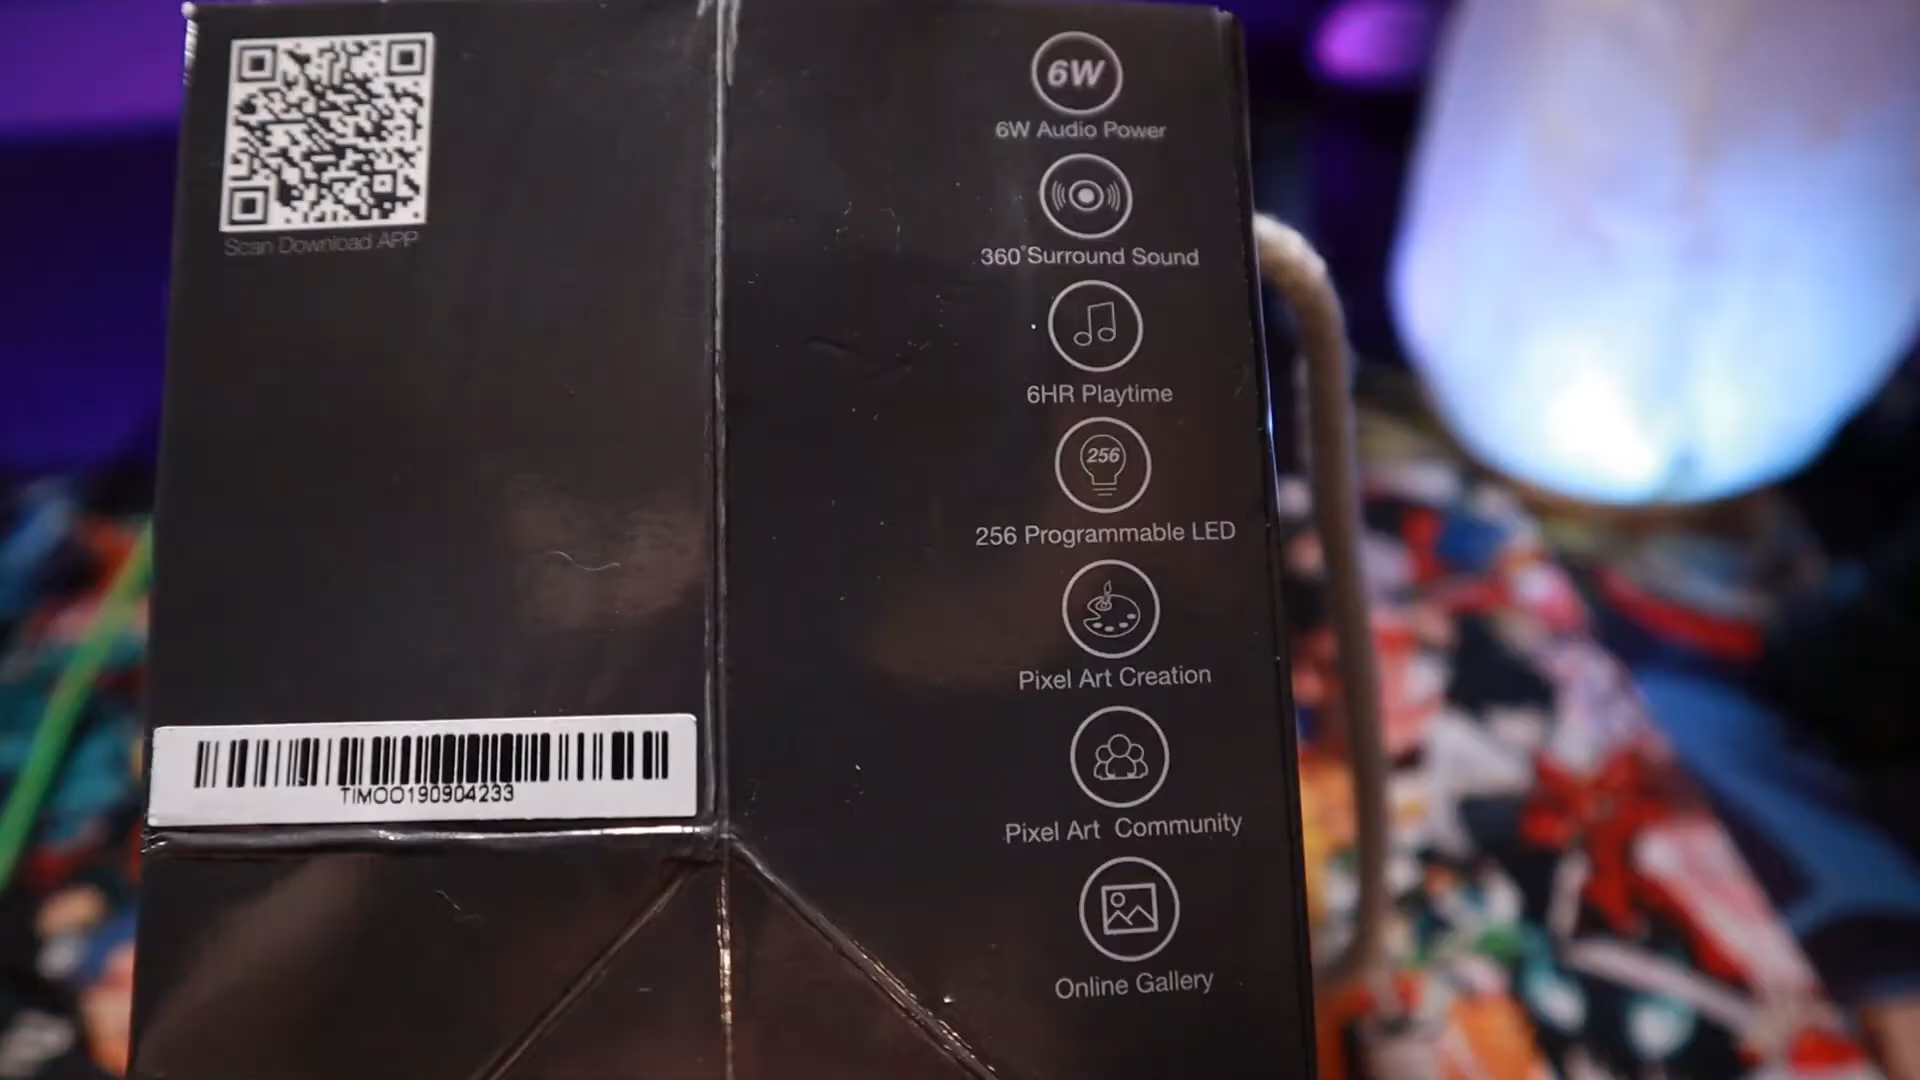 Scan Download APP
TIMOO190904233
6W
6W Audio Power
360°Surround Sound
6HR Playtime
256
256 Programmable LED
Pixel Art Creation
Pixel Art Community
Online Gallery